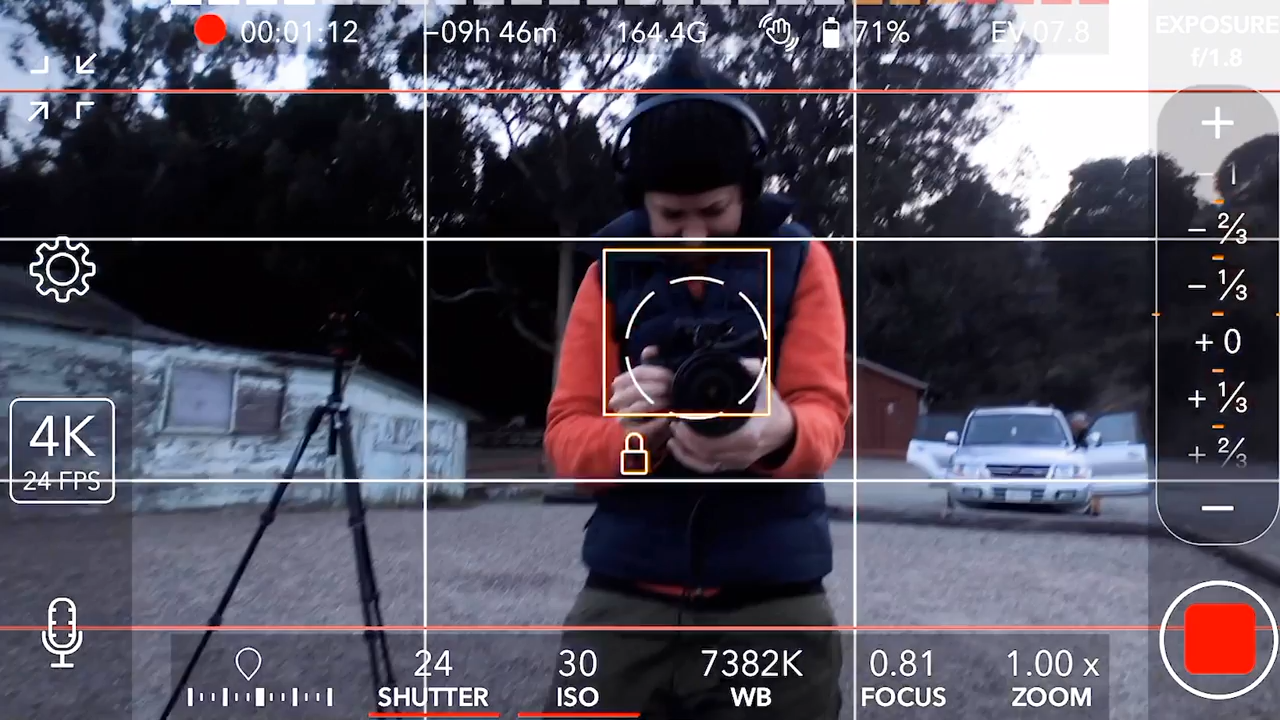 00:01:12 -09h 46m 164.4G 71% EV 07.8
EXPOSURE
f/1.8
+
- 1
- ⅔
- ⅓
+ 0
+ ⅓
+ ⅔
−
4K
24 FPS
24 30 7382K 0.81 1.00 x
SHUTTER ISO WB FOCUS ZOOM